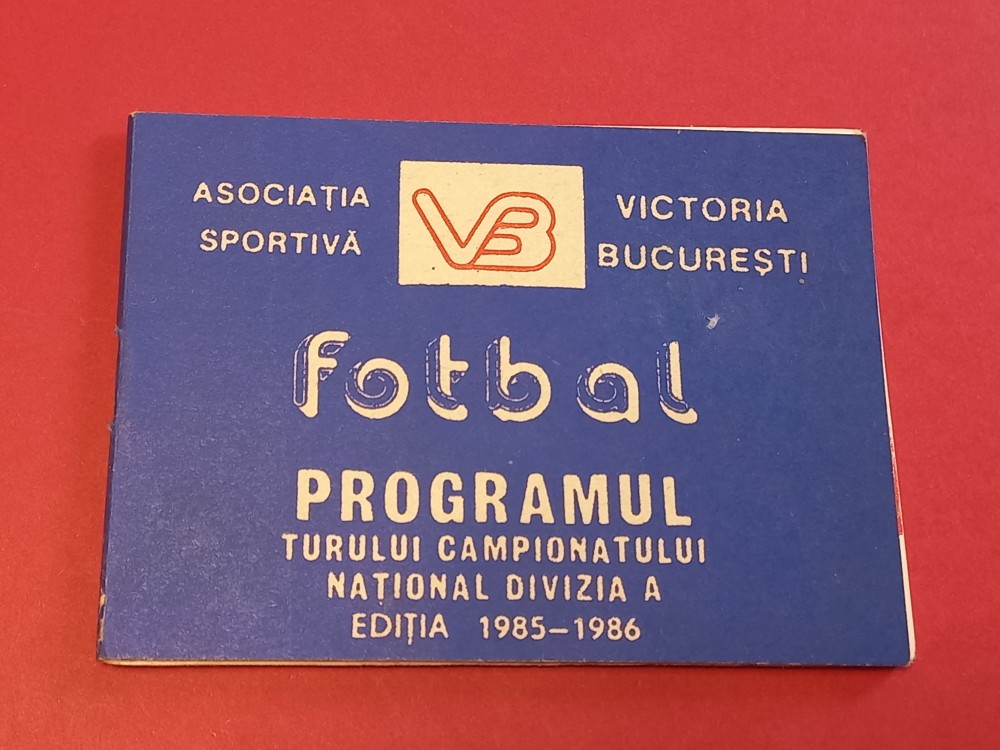 ASOCIAȚIA
SPORTIVĂ
VB
VICTORIA
BUCUREȘTI
fotbal
PROGRAMUL
TURULUI CAMPIONATULUI
NAȚIONAL DIVIZIA A
EDIȚIA 1985-1986